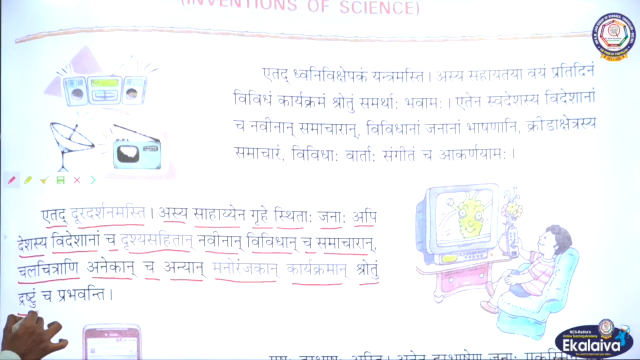 (INVENTIONS OF SCIENCE)
एतद् ध्वनिविक्षेपकं यन्त्रमस्ति। अस्य सहायतया वयं प्रतिदिनं
विविधं कार्यक्रमं श्रोतुं समर्थाः भवामः। एतेन स्वदेशस्य विदेशानां
च नवीनान् समाचारान्, विविधानां जनानां भाषणानि, क्रीडाक्षेत्रस्य
समाचारं, विविधाः वार्ताः संगीतं च आकर्णयामः।
एतद् दूरदर्शनमस्ति। अस्य साहाय्येन गृहे स्थिताः जनाः अपि
देशस्य विदेशानां च दृश्यसहितान् नवीनान् विविधान् च समाचारान्,
चलचित्राणि अनेकान् च अन्यान् मनोरंजकान् कार्यक्रमान् श्रोतुं
द्रष्टुं च प्रभवन्ति।
Ekalaiva